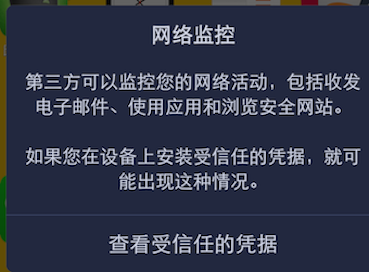 网络监控
第三方可以监控您的网络活动，包括收发
电子邮件、使用应用和浏览安全网站。
如果您在设备上安装受信任的凭据，就可
能出现这种情况。
查看受信任的凭据